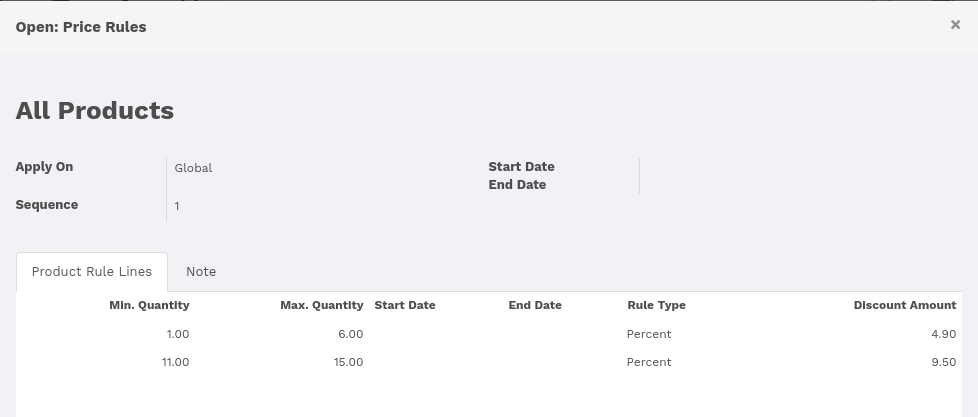 Open: Price Rules ×
All Products
Apply On Global Start Date
End Date
Sequence 1
Product Rule Lines Note
Min. Quantity Max. Quantity Start Date End Date Rule Type Discount Amount
1.00 6.00 Percent 4.90
11.00 15.00 Percent 9.50